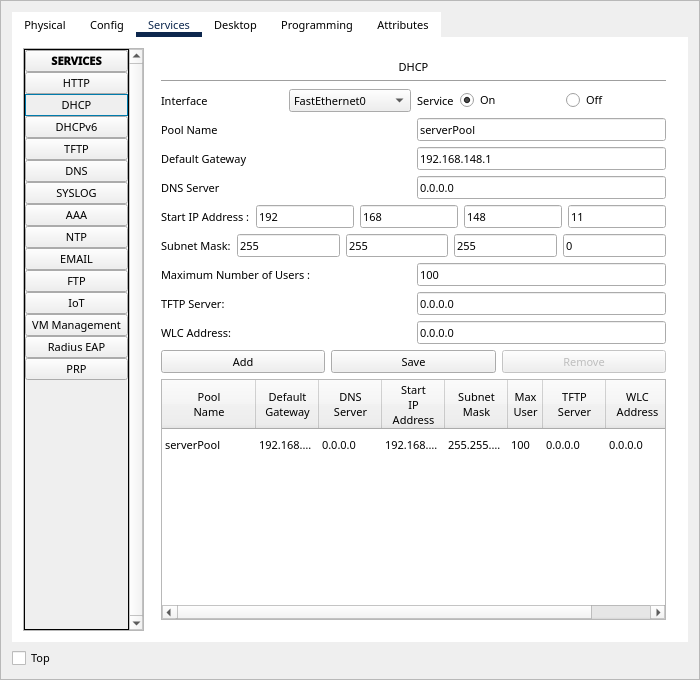 Physical Config Services Desktop Programming Attributes
SERVICES
HTTP
DHCP
DHCPv6
TFTP
DNS
SYSLOG
AAA
NTP
EMAIL
FTP
IoT
VM Management
Radius EAP
PRP
DHCP
Interface FastEthernet0 Service On Off
Pool Name serverPool
Default Gateway 192.168.148.1
DNS Server 0.0.0.0
Start IP Address : 192 168 148 11
Subnet Mask: 255 255 255 0
Maximum Number of Users : 100
TFTP Server: 0.0.0.0
WLC Address: 0.0.0.0
Add Save Remove
Pool Name Default Gateway DNS Server Start IP Address Subnet Mask Max User TFTP Server WLC Address
serverPool 192.168.... 0.0.0.0 192.168.... 255.255.... 100 0.0.0.0 0.0.0.0
Top